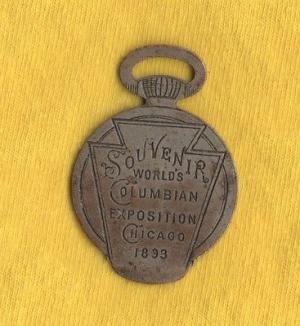 SOUVENIR
WORLD'S
COLUMBIAN
EXPOSITION
CHICAGO
1893